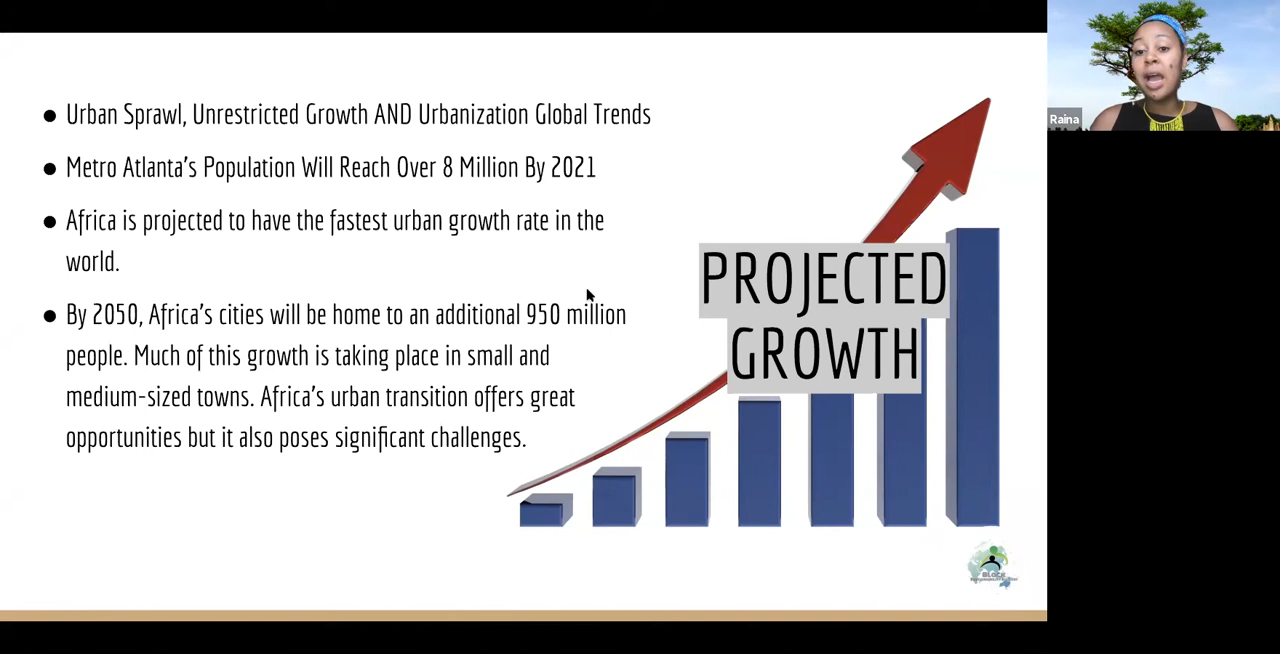 ● Urban Sprawl, Unrestricted Growth AND Urbanization Global Trends
● Metro Atlanta's Population Will Reach Over 8 Million By 2021
● Africa is projected to have the fastest urban growth rate in the
world.
● By 2050, Africa's cities will be home to an additional 950 million
people. Much of this growth is taking place in small and
medium-sized towns. Africa's urban transition offers great
opportunities but it also poses significant challenges.
PROJECTED
GROWTH
Raina
BLACK